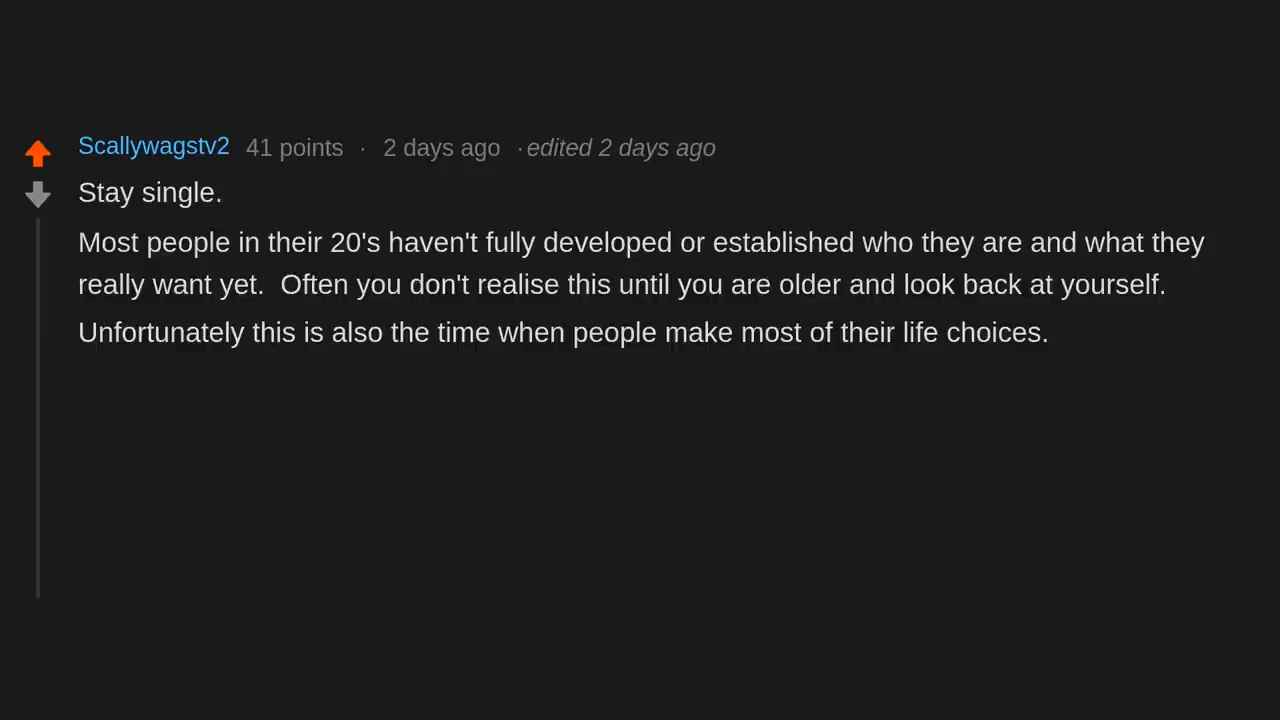 Scallywagstv2 41 points · 2 days ago · edited 2 days ago
Stay single.
Most people in their 20's haven't fully developed or established who they are and what they
really want yet.  Often you don't realise this until you are older and look back at yourself.
Unfortunately this is also the time when people make most of their life choices.